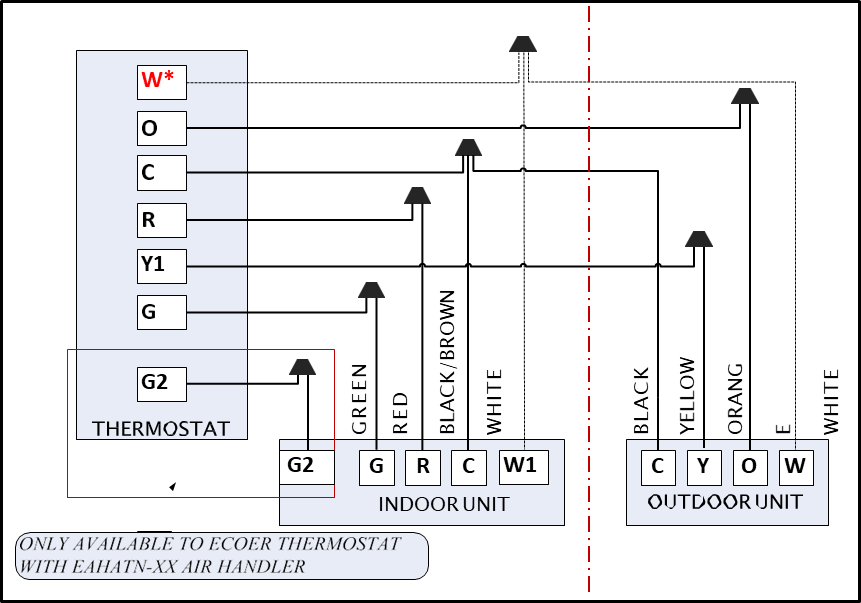 W*
O
C
R
Y1
G
G2
THERMOSTAT
GREEN
RED
BLACK/BROWN
WHITE
BLACK
YELLOW
ORANG
E
WHITE
G2 G R C W1
INDOOR UNIT
C Y O W
OUTDOOR UNIT
ONLY AVAILABLE TO ECOER THERMOSTAT
WITH EAHATN-XX AIR HANDLER